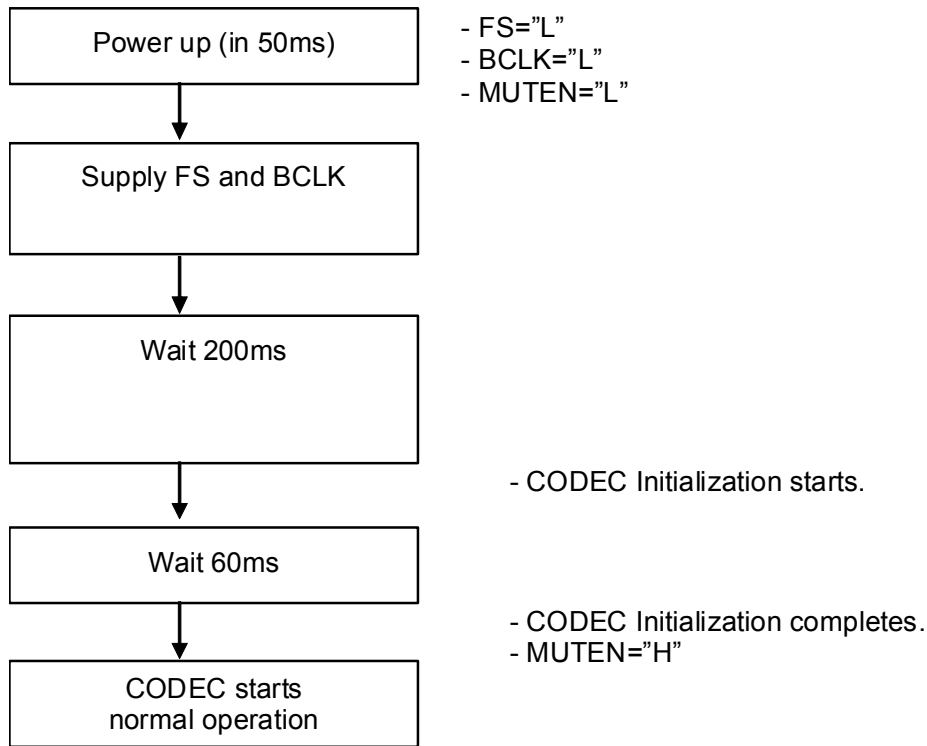 Power up (in 50ms)
- FS=”L”
- BCLK=”L”
- MUTEN=”L”
Supply FS and BCLK
Wait 200ms
- CODEC Initialization starts.
Wait 60ms
- CODEC Initialization completes.
- MUTEN=”H”
CODEC starts
normal operation